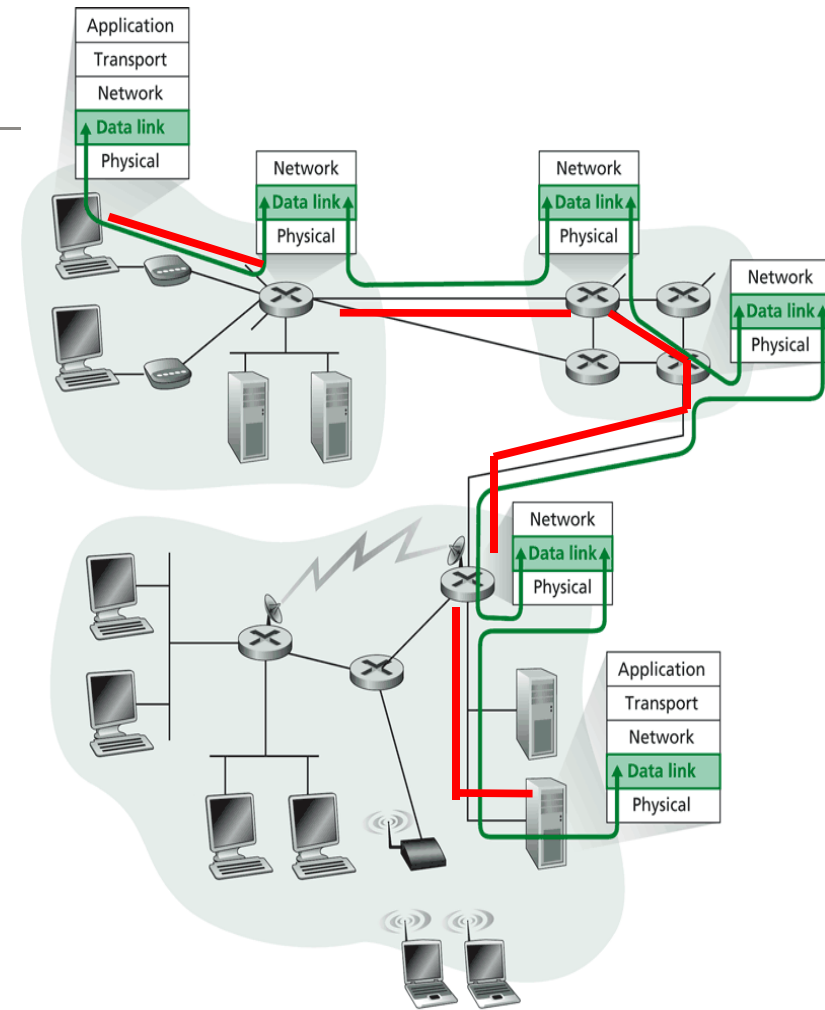 Application
Transport
Network
Data link
Physical
Network
Data link
Physical
Network
Data link
Physical
Network
Data link
Physical
Network
Data link
Physical
Application
Transport
Network
Data link
Physical